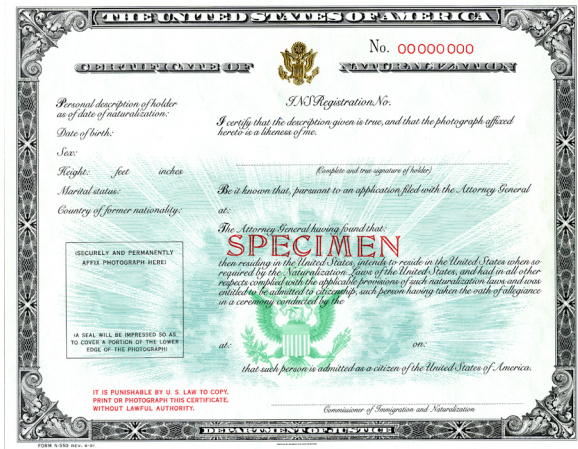 THE UNITED STATES OF AMERICA
No. 00000000
CERTIFICATE OF NATURALIZATION
Personal description of holder
as of date of naturalization:
Date of birth:
Sex:
Height: feet inches
Marital status:
Country of former nationality:
INS Registration No.
I certify that the description given is true, and that the photograph affixed
hereto is a likeness of me.
(Complete and true signature of holder)
Be it known that, pursuant to an application filed with the Attorney General
at:
The Attorney General having found that:
SPECIMEN
then residing in the United States, intends to reside in the United States when so
required by the Naturalization Laws of the United States, and had in all other
respects complied with the applicable provisions of such naturalization laws and was
entitled to be admitted to citizenship, such person having taken the oath of allegiance
in a ceremony conducted by the
(SECURELY AND PERMANENTLY
AFFIX PHOTOGRAPH HERE)
(A SEAL WILL BE IMPRESSED SO AS
TO COVER A PORTION OF THE LOWER
EDGE OF THE PHOTOGRAPH)
at: on:
that such person is admitted as a citizen of the United States of America.
IT IS PUNISHABLE BY U. S. LAW TO COPY,
PRINT OR PHOTOGRAPH THIS CERTIFICATE,
WITHOUT LAWFUL AUTHORITY.
Commissioner of Immigration and Naturalization
DEPARTMENT OF JUSTICE
FORM N-550 REV.